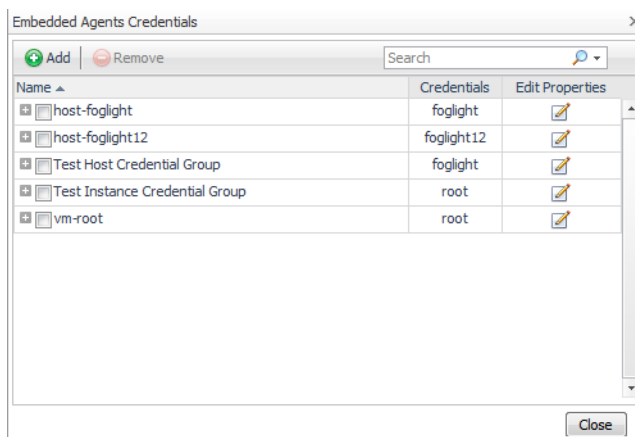 Embedded Agents Credentials
Add Remove Search
Name Credentials Edit Properties
host-foglight foglight
host-foglight12 foglight12
Test Host Credential Group foglight
Test Instance Credential Group root
vm-root root
Close